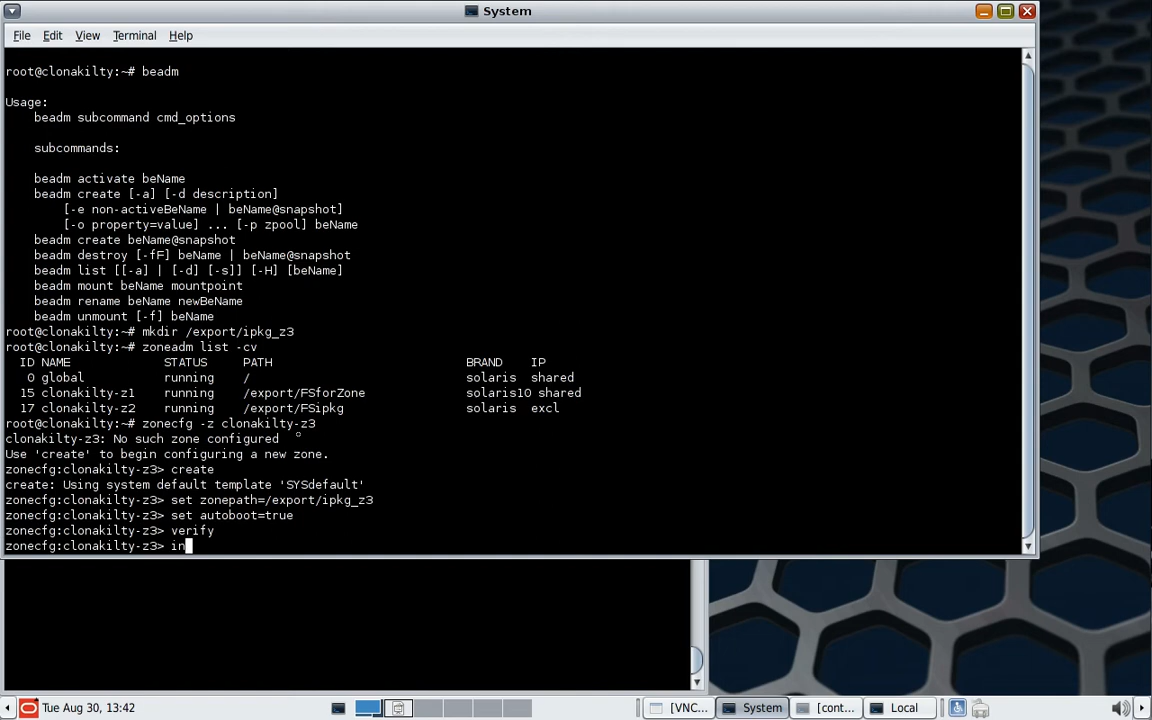 System
File Edit View Terminal Help
root@clonakilty:~# beadm
Usage:
beadm subcommand cmd_options
subcommands:
beadm activate beName
beadm create [-a] [-d description]
[-e non-activeBeName | beName@snapshot]
[-o property=value] ... [-p zpool] beName
beadm create beName@snapshot
beadm destroy [-fF] beName | beName@snapshot
beadm list [[-a] | [-d] [-s]] [-H] [beName]
beadm mount beName mountpoint
beadm rename beName newBeName
beadm unmount [-f] beName
root@clonakilty:~# mkdir /export/ipkg_z3
root@clonakilty:~# zoneadm list -cv
ID NAME STATUS PATH BRAND IP
0 global running / solaris shared
15 clonakilty-z1 running /export/FSforZone solaris10 shared
17 clonakilty-z2 running /export/FSipkg solaris excl
root@clonakilty:~# zonecfg -z clonakilty-z3
clonakilty-z3: No such zone configured
Use 'create' to begin configuring a new zone.
zonecfg:clonakilty-z3> create
create: Using system default template 'SYSdefault'
zonecfg:clonakilty-z3> set zonepath=/export/ipkg_z3
zonecfg:clonakilty-z3> set autoboot=true
zonecfg:clonakilty-z3> verify
zonecfg:clonakilty-z3> in
Tue Aug 30, 13:42 [VNC... System [cont... Local